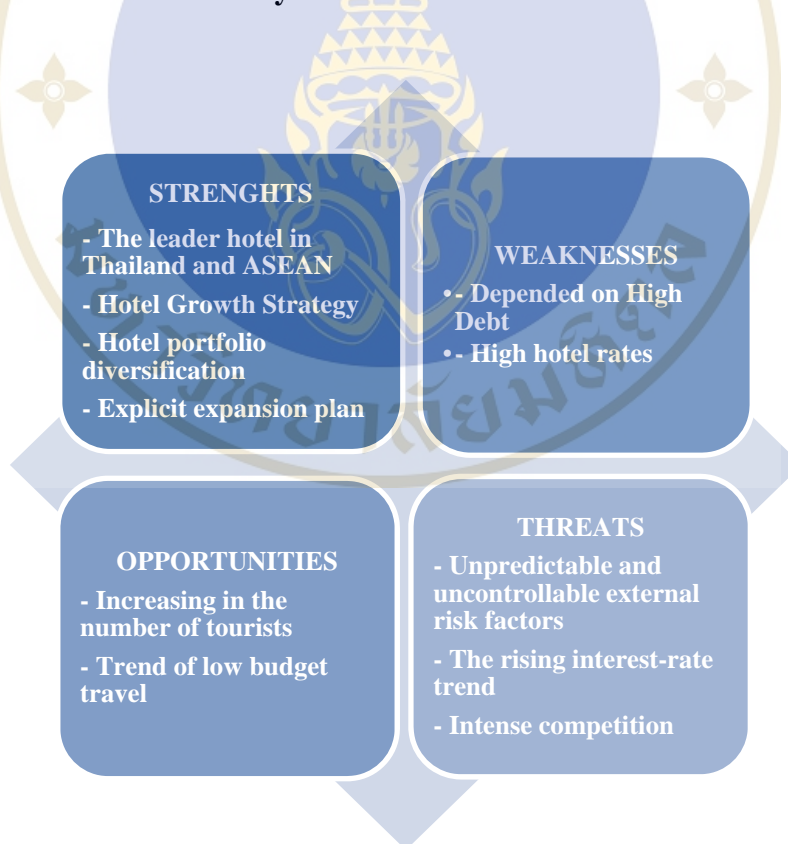 STRENGHTS
- The leader hotel in
Thailand and ASEAN
- Hotel Growth Strategy
- Hotel portfolio
diversification
- Explicit expansion plan
WEAKNESSES
•- Depended on High
Debt
•- High hotel rates
OPPORTUNITIES
- Increasing in the
number of tourists
- Trend of low budget
travel
THREATS
- Unpredictable and
uncontrollable external
risk factors
- The rising interest-rate
trend
- Intense competition